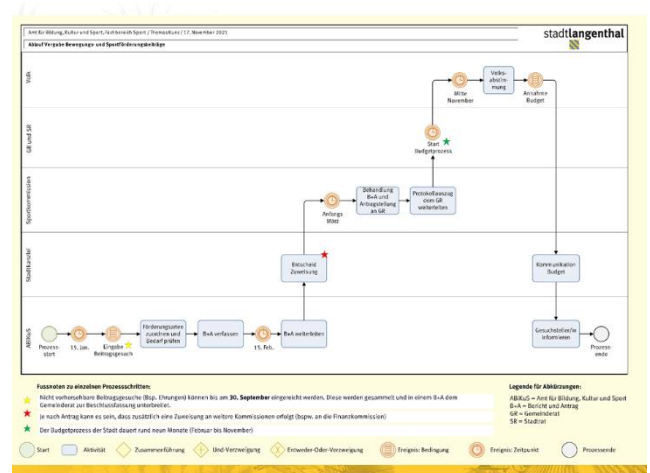 Amt für Bildung, Kultur und Sport, Fachbereich Sport / Thomas Kunz / 17. November 2021
Ablauf Vergabe Bewegungs- und Sportförderungsbeiträge
stadtlangenthal
Volk
Mitte
November
Volks-
abstim-
mung
Annahme
Budget
GR und SR
Start
Budgetprozess
Sportkommission
Anfangs
März
Behandlung
B+A und
Antragstellung
an GR
Protokollauszug
dem GR
weiterleiten
Stadtkanzlei
Entscheid
Zuweisung
Kommunikation
Budget
ABiKuS
Prozess-
start
15. Jan.
Eingabe
Beitragsgesuch
Förderungsarten
zuordnen und
Bedarf prüfen
B+A verfassen
15. Feb.
B+A weiterleiten
Gesuchsteller/in
informieren
Prozess-
ende
Fussnoten zu einzelnen Prozessschritten:
Nicht vorhersehbare Beitragsgesuche (Bsp. Ehrungen) können bis am 30. September eingereicht werden. Diese werden gesammelt und in einem B+A dem
Gemeinderat zur Beschlussfassung unterbreitet.
Je nach Antrag kann es sein, dass zusätzlich eine Zuweisung an weitere Kommissionen erfolgt (bspw. an die Finanzkommission)
Der Budgetprozess der Stadt dauert rund neun Monate (Februar bis November)
Legende für Abkürzungen:
ABiKuS = Amt für Bildung, Kultur und Sport
B+A = Bericht und Antrag
GR = Gemeinderat
SR = Stadtrat
Start
Aktivität
Zusammenführung
Und-Verzweigung
Entweder-Oder-Verzweigung
Ereignis: Bedingung
Ereignis: Zeitpunkt
Prozessende